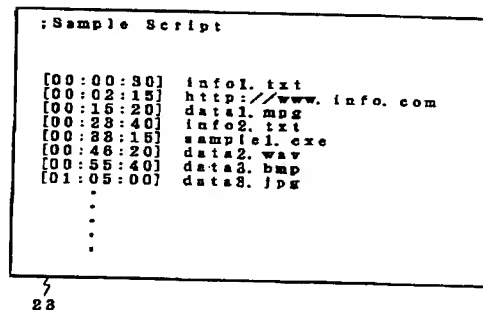 ;Sample Script
[00:00:30] info1.txt
[00:02:15] http://www.info.com
[00:15:20] data1.mpg
[00:23:40] info2.txt
[00:38:15] sample1.exe
[00:46:20] data2.wav
[00:55:40] data3.bmp
[01:05:00] data3.jpg
23